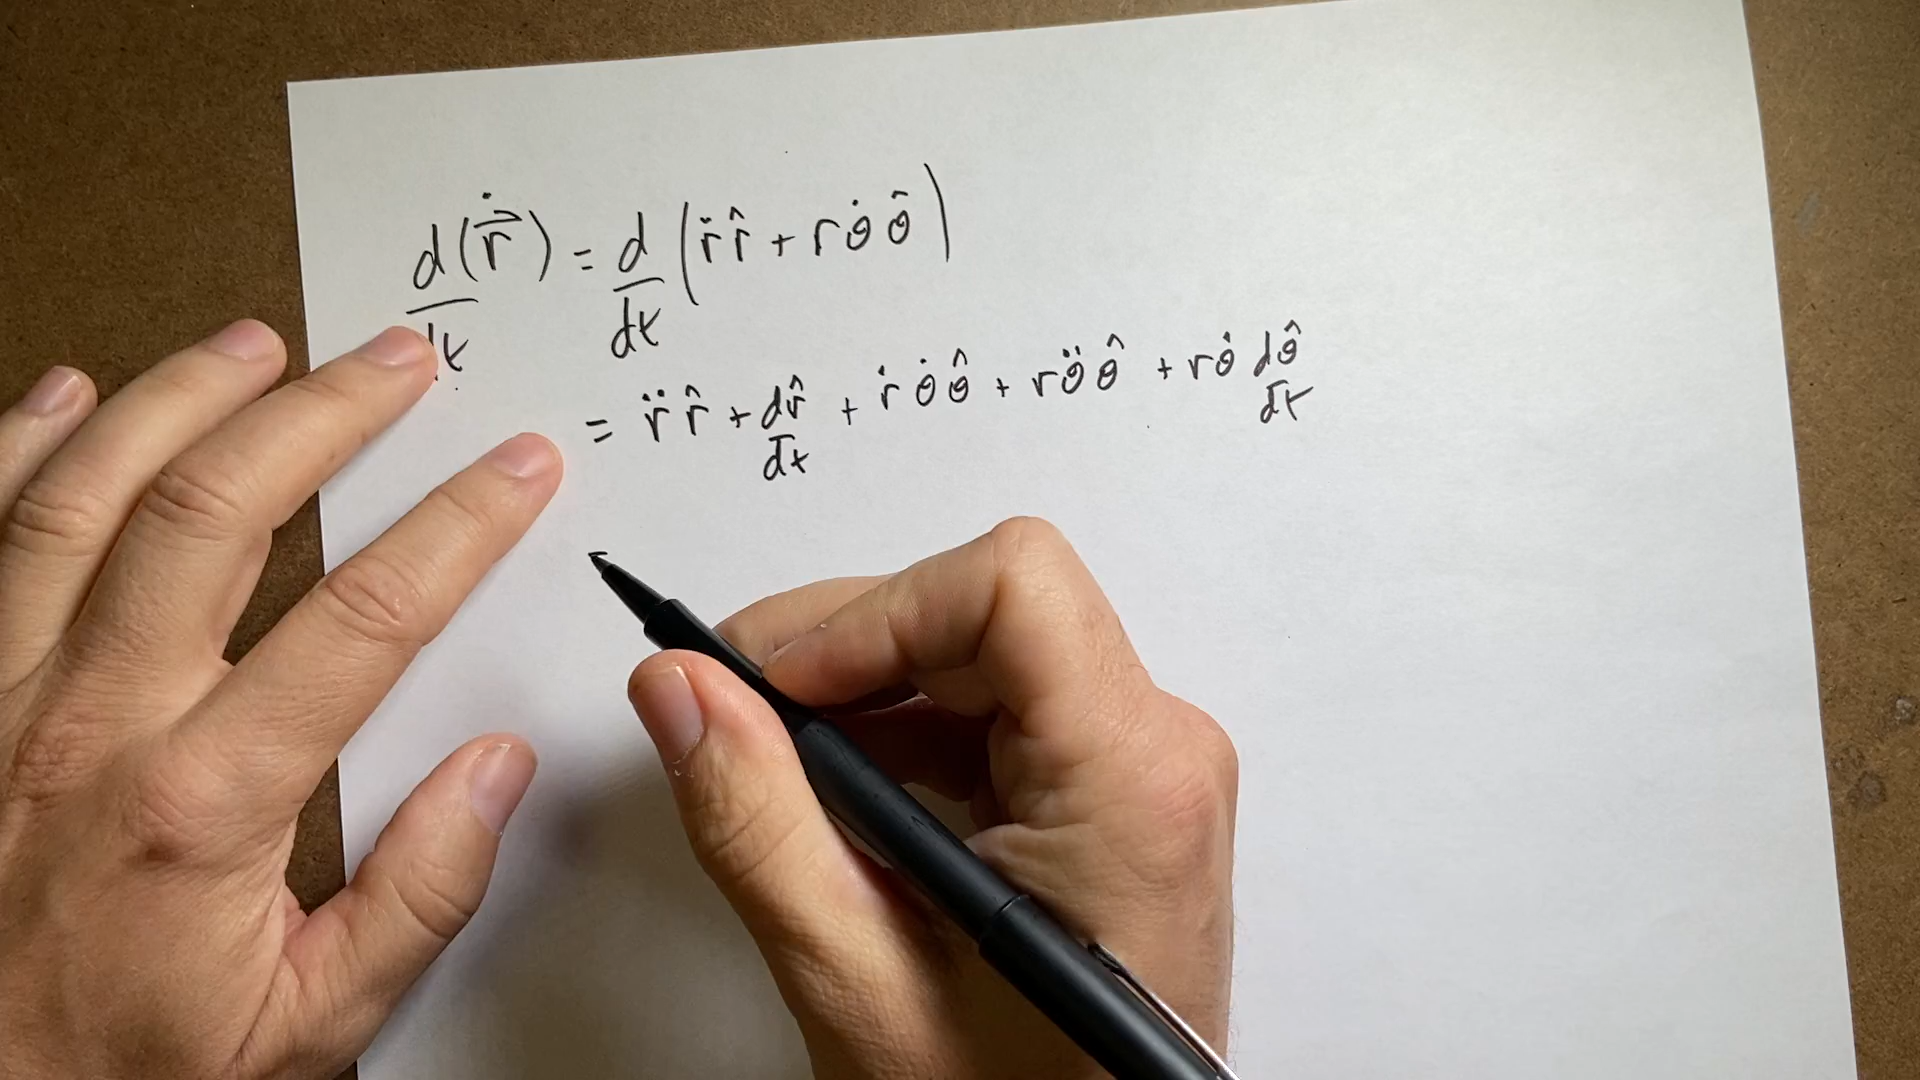 d(ṙ⃗)/dt = d/dt (r̈ r̂ + r θ̇ θ̂)
= r̈ r̂ + dr̂/dt + ṙ θ̇ θ̂ + r θ̈ θ̂ + r θ̇ dθ̂/dt